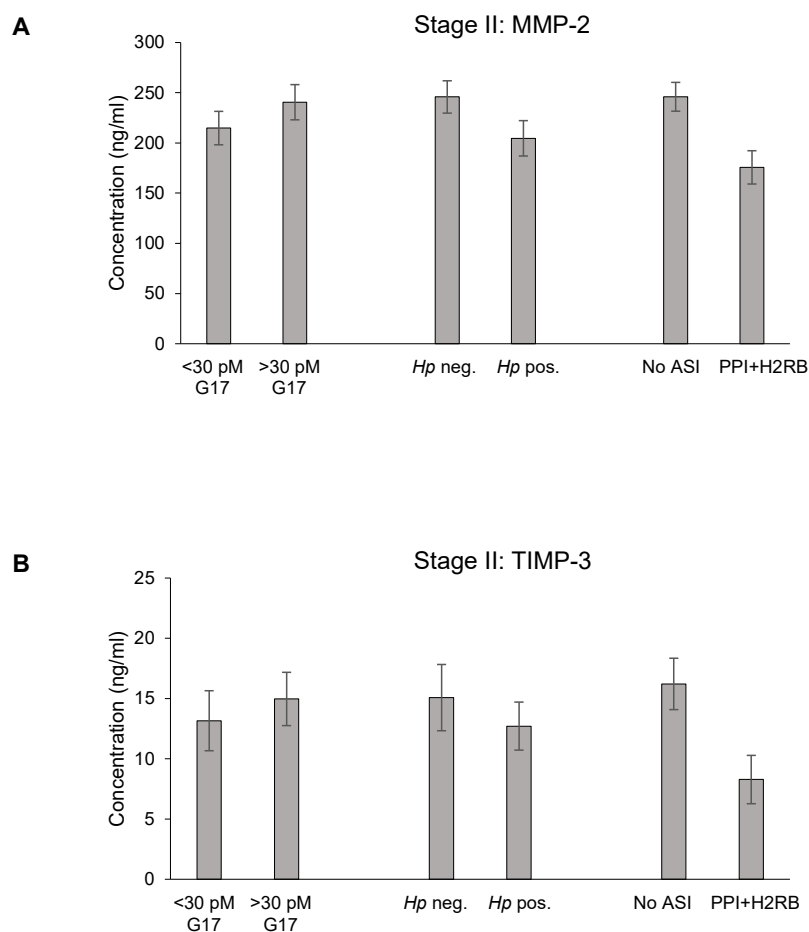 A
Stage II: MMP-2
Concentration (ng/ml)
300
250
200
150
100
50
0
<30 pM
G17
>30 pM
G17
Hp neg.
Hp pos.
No ASI
PPI+H2RB
B
Stage II: TIMP-3
Concentration (ng/ml)
25
20
15
10
5
0
<30 pM
G17
>30 pM
G17
Hp neg.
Hp pos.
No ASI
PPI+H2RB